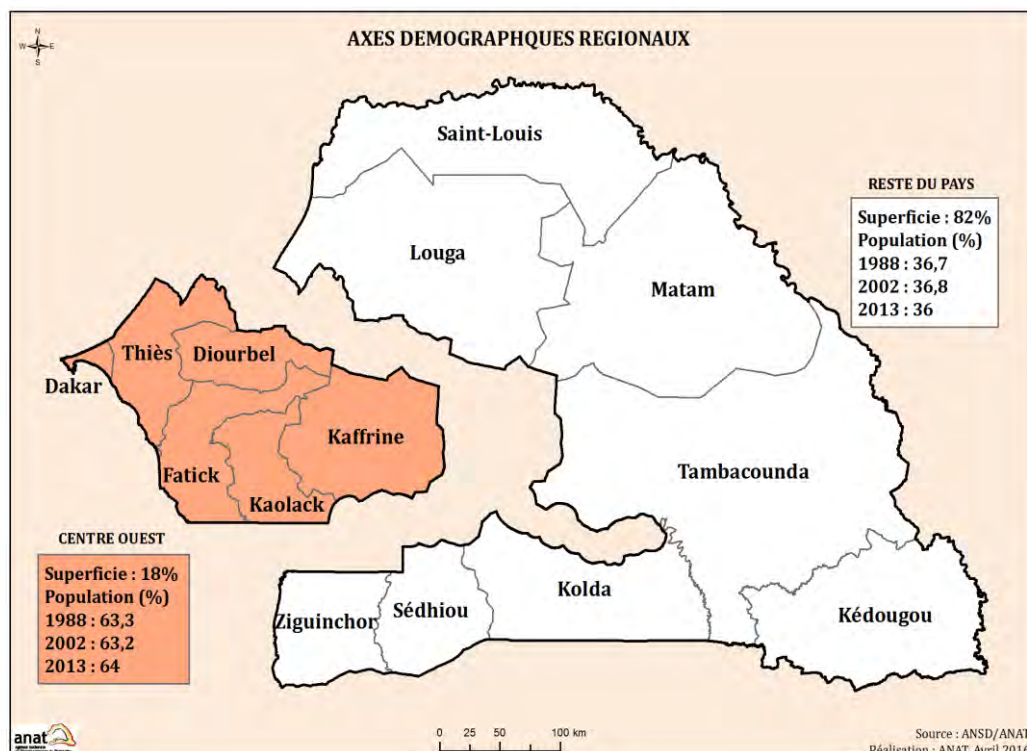 AXES DEMOGRAPHQUES REGIONAUX
N
W E
S
Saint-Louis
Louga
Matam
RESTE DU PAYS
Superficie : 82%
Population (%)
1988 : 36,7
2002 : 36,8
2013 : 36
Thiès
Diourbel
Dakar
Kaffrine
Fatick
Kaolack
Tambacounda
CENTRE OUEST
Superficie : 18%
Population (%)
1988 : 63,3
2002 : 63,2
2013 : 64
Ziguinchor
Sédhiou
Kolda
Kédougou
anat
0 25 50 100 km
Source : ANSD/ANAT
Réalisation : ANAT, Avril